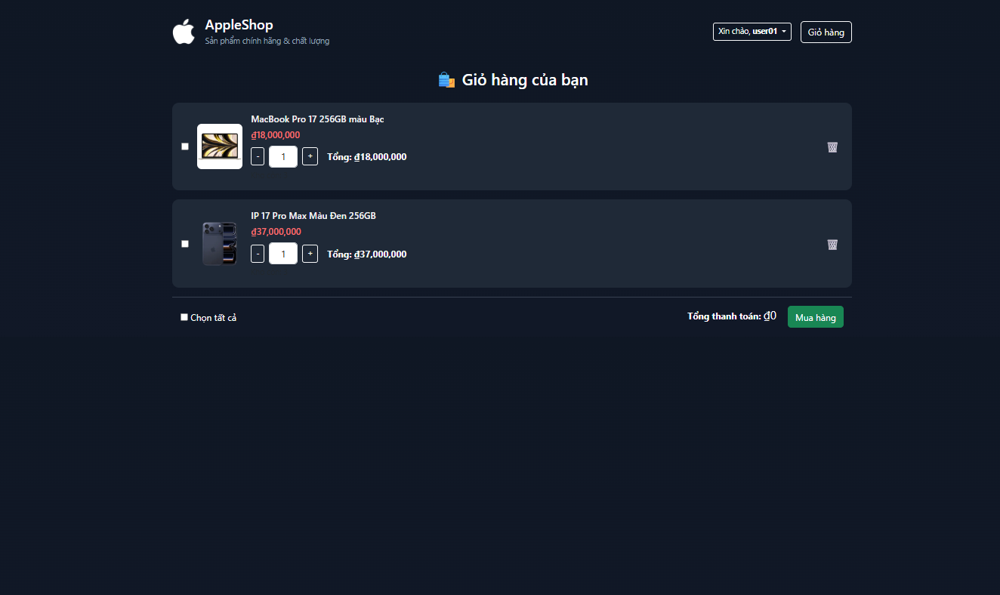 AppleShop
Sản phẩm chính hãng & chất lượng
Xin chào, user01
Giỏ hàng
Giỏ hàng của bạn
MacBook Pro 17 256GB màu Bạc
₫18,000,000
- 1 + Tổng: ₫18,000,000
IP 17 Pro Max Màu Đen 256GB
₫37,000,000
- 1 + Tổng: ₫37,000,000
Chọn tất cả
Tổng thanh toán: ₫0
Mua hàng